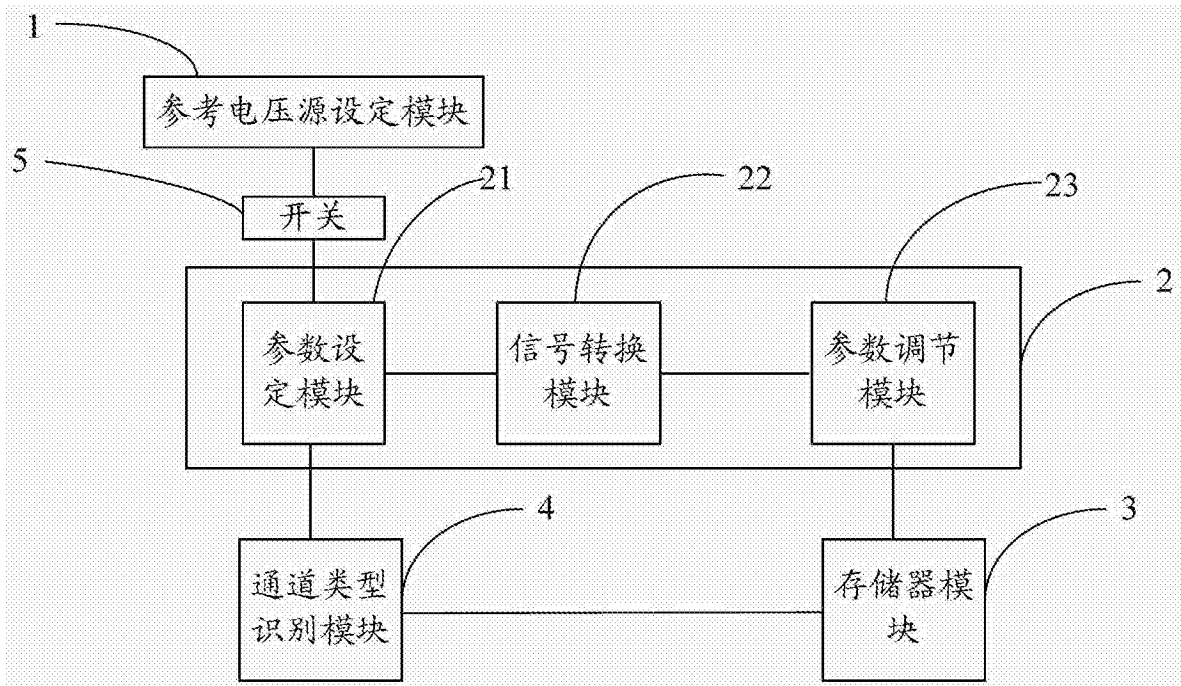 1
参考电压源设定模块
5
开关
21
22
23
2
参数设
定模块
信号转换
模块
参数调节
模块
4
3
通道类型
识别模块
存储器模
块